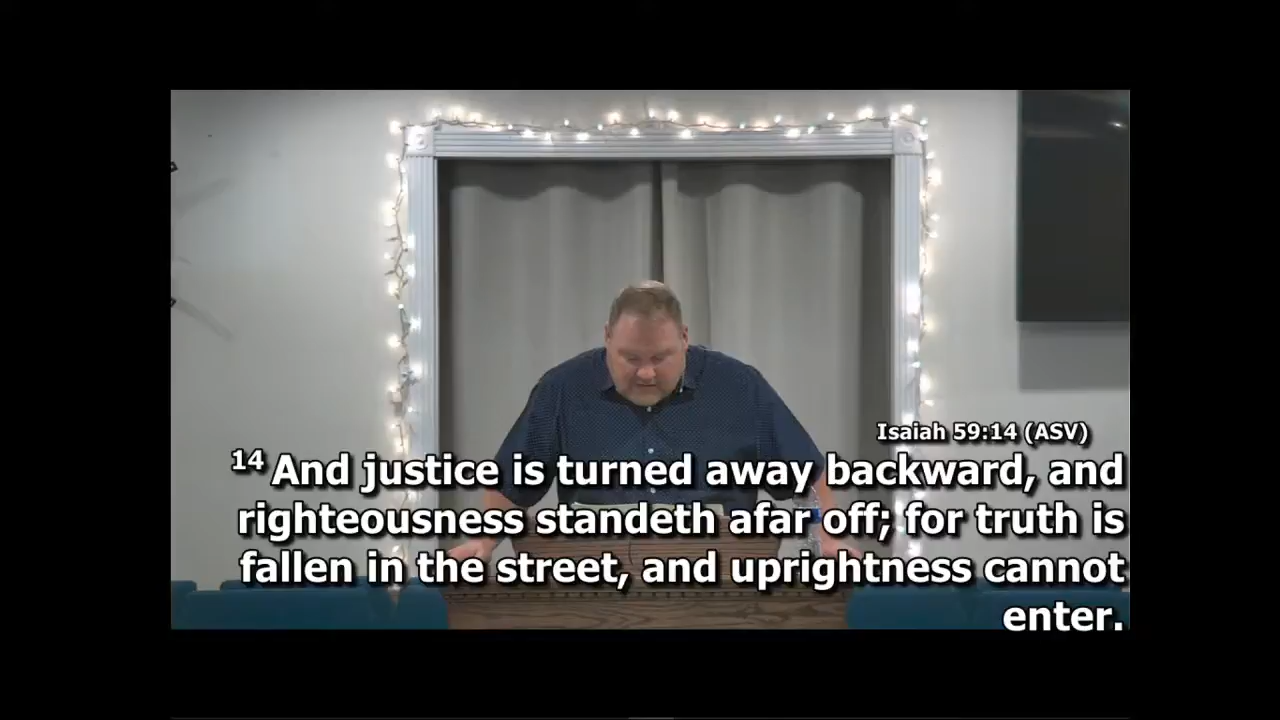 Isaiah 59:14 (ASV)
14 And justice is turned away backward, and
righteousness standeth afar off; for truth is
fallen in the street, and uprightness cannot
enter.